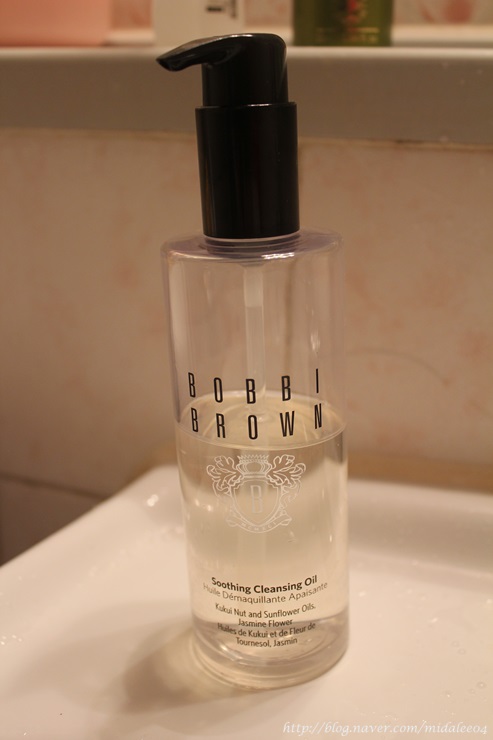 BOBBI
BROWN
B
Soothing Cleansing Oil
Huile Démaquillante Apaisante
Kukui Nut and Sunflower Oils,
Jasmine Flower
Huiles de Kukui et de Fleur de
Tournesol, Jasmin
http://blog.naver.com/midalee04